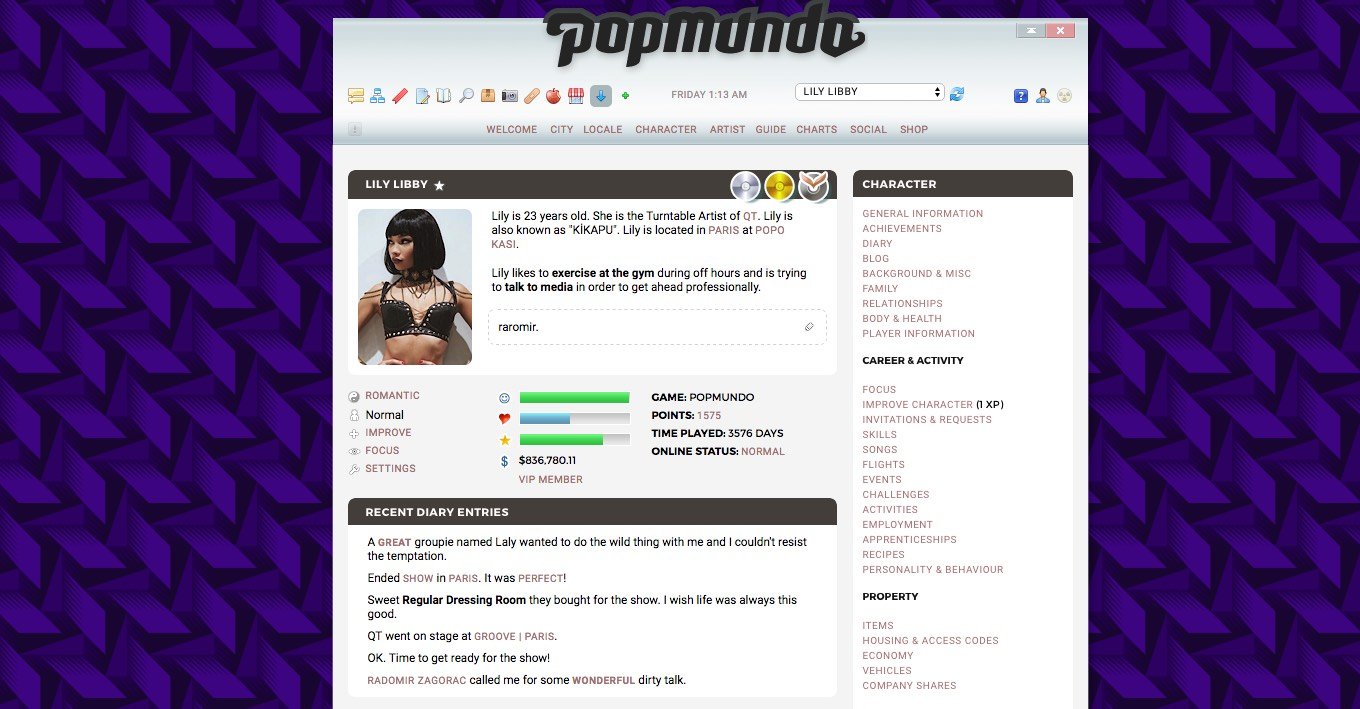 POPMUNDO
FRIDAY 1:13 AM
LILY LIBBY
WELCOME CITY LOCALE CHARACTER ARTIST GUIDE CHARTS SOCIAL SHOP
LILY LIBBY
Lily is 23 years old. She is the Turntable Artist of QT. Lily is
also known as "KİKAPU". Lily is located in PARIS at POPO
KASI.
Lily likes to exercise at the gym during off hours and is trying
to talk to media in order to get ahead professionally.
raromir.
ROMANTIC
Normal
IMPROVE
FOCUS
SETTINGS
$836,780.11
VIP MEMBER
GAME: POPMUNDO
POINTS: 1575
TIME PLAYED: 3576 DAYS
ONLINE STATUS: NORMAL
RECENT DIARY ENTRIES
A GREAT groupie named Laly wanted to do the wild thing with me and I couldn't resist
the temptation.
Ended SHOW in PARIS. It was PERFECT!
Sweet Regular Dressing Room they bought for the show. I wish life was always this
good.
QT went on stage at GROOVE | PARIS.
OK. Time to get ready for the show!
RADOMIR ZAGORAC called me for some WONDERFUL dirty talk.
CHARACTER
GENERAL INFORMATION
ACHIEVEMENTS
DIARY
BLOG
BACKGROUND & MISC
FAMILY
RELATIONSHIPS
BODY & HEALTH
PLAYER INFORMATION
CAREER & ACTIVITY
FOCUS
IMPROVE CHARACTER (1 XP)
INVITATIONS & REQUESTS
SKILLS
SONGS
FLIGHTS
EVENTS
CHALLENGES
ACTIVITIES
EMPLOYMENT
APPRENTICESHIPS
RECIPES
PERSONALITY & BEHAVIOUR
PROPERTY
ITEMS
HOUSING & ACCESS CODES
ECONOMY
VEHICLES
COMPANY SHARES